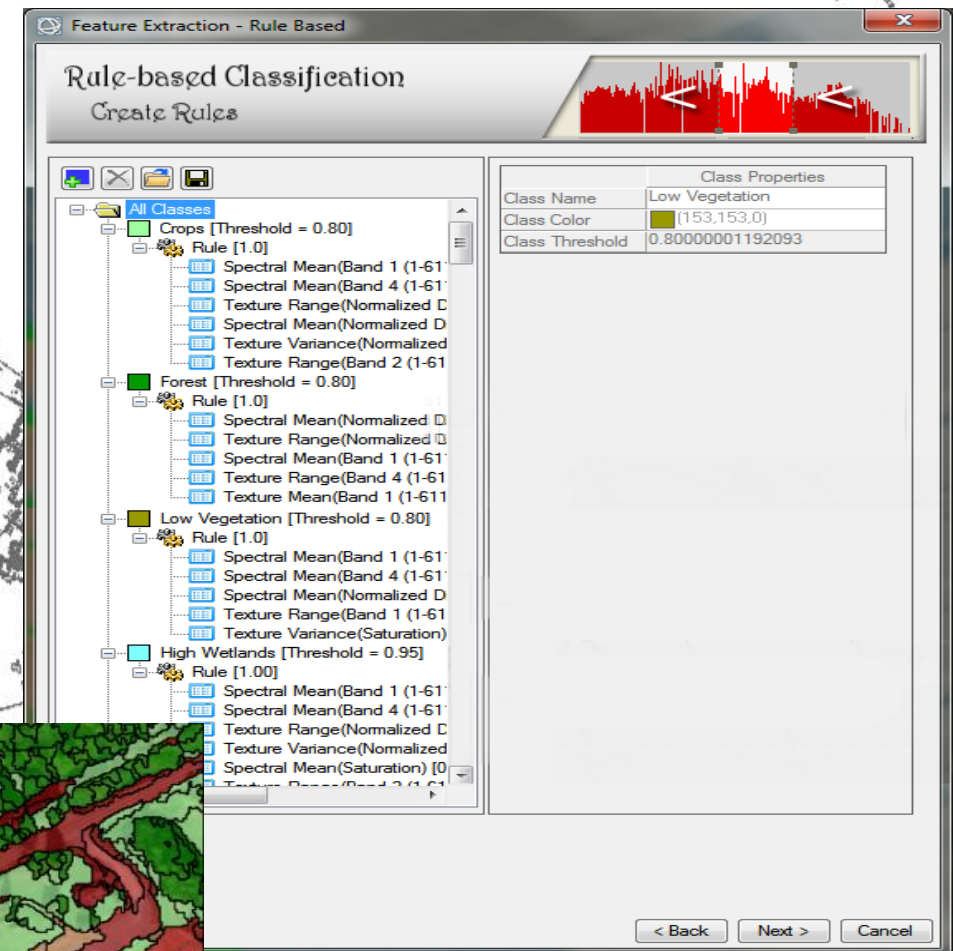 Feature Extraction - Rule Based
Rule-based Classification
Create Rules
All Classes
Crops [Threshold = 0.80]
Rule [1.0]
Spectral Mean(Band 1 (1-61
Spectral Mean(Band 4 (1-61
Texture Range(Normalized D
Spectral Mean(Normalized D
Texture Variance(Normalized
Texture Range(Band 2 (1-61
Forest [Threshold = 0.80]
Rule [1.0]
Spectral Mean(Normalized D
Texture Range(Normalized D
Spectral Mean(Band 1 (1-61
Texture Range(Band 4 (1-61
Texture Mean(Band 1 (1-611
Low Vegetation [Threshold = 0.80]
Rule [1.0]
Spectral Mean(Band 1 (1-61
Spectral Mean(Band 4 (1-61
Spectral Mean(Normalized D
Texture Range(Band 1 (1-61
Texture Variance(Saturation)
High Wetlands [Threshold = 0.95]
Rule [1.00]
Spectral Mean(Band 1 (1-61
Spectral Mean(Band 4 (1-61
Texture Range(Normalized D
Texture Variance(Normalized
Spectral Mean(Saturation) [0
Class Properties
Class Name Low Vegetation
Class Color (153,153,0)
Class Threshold 0.80000001192093
< Back Next > Cancel